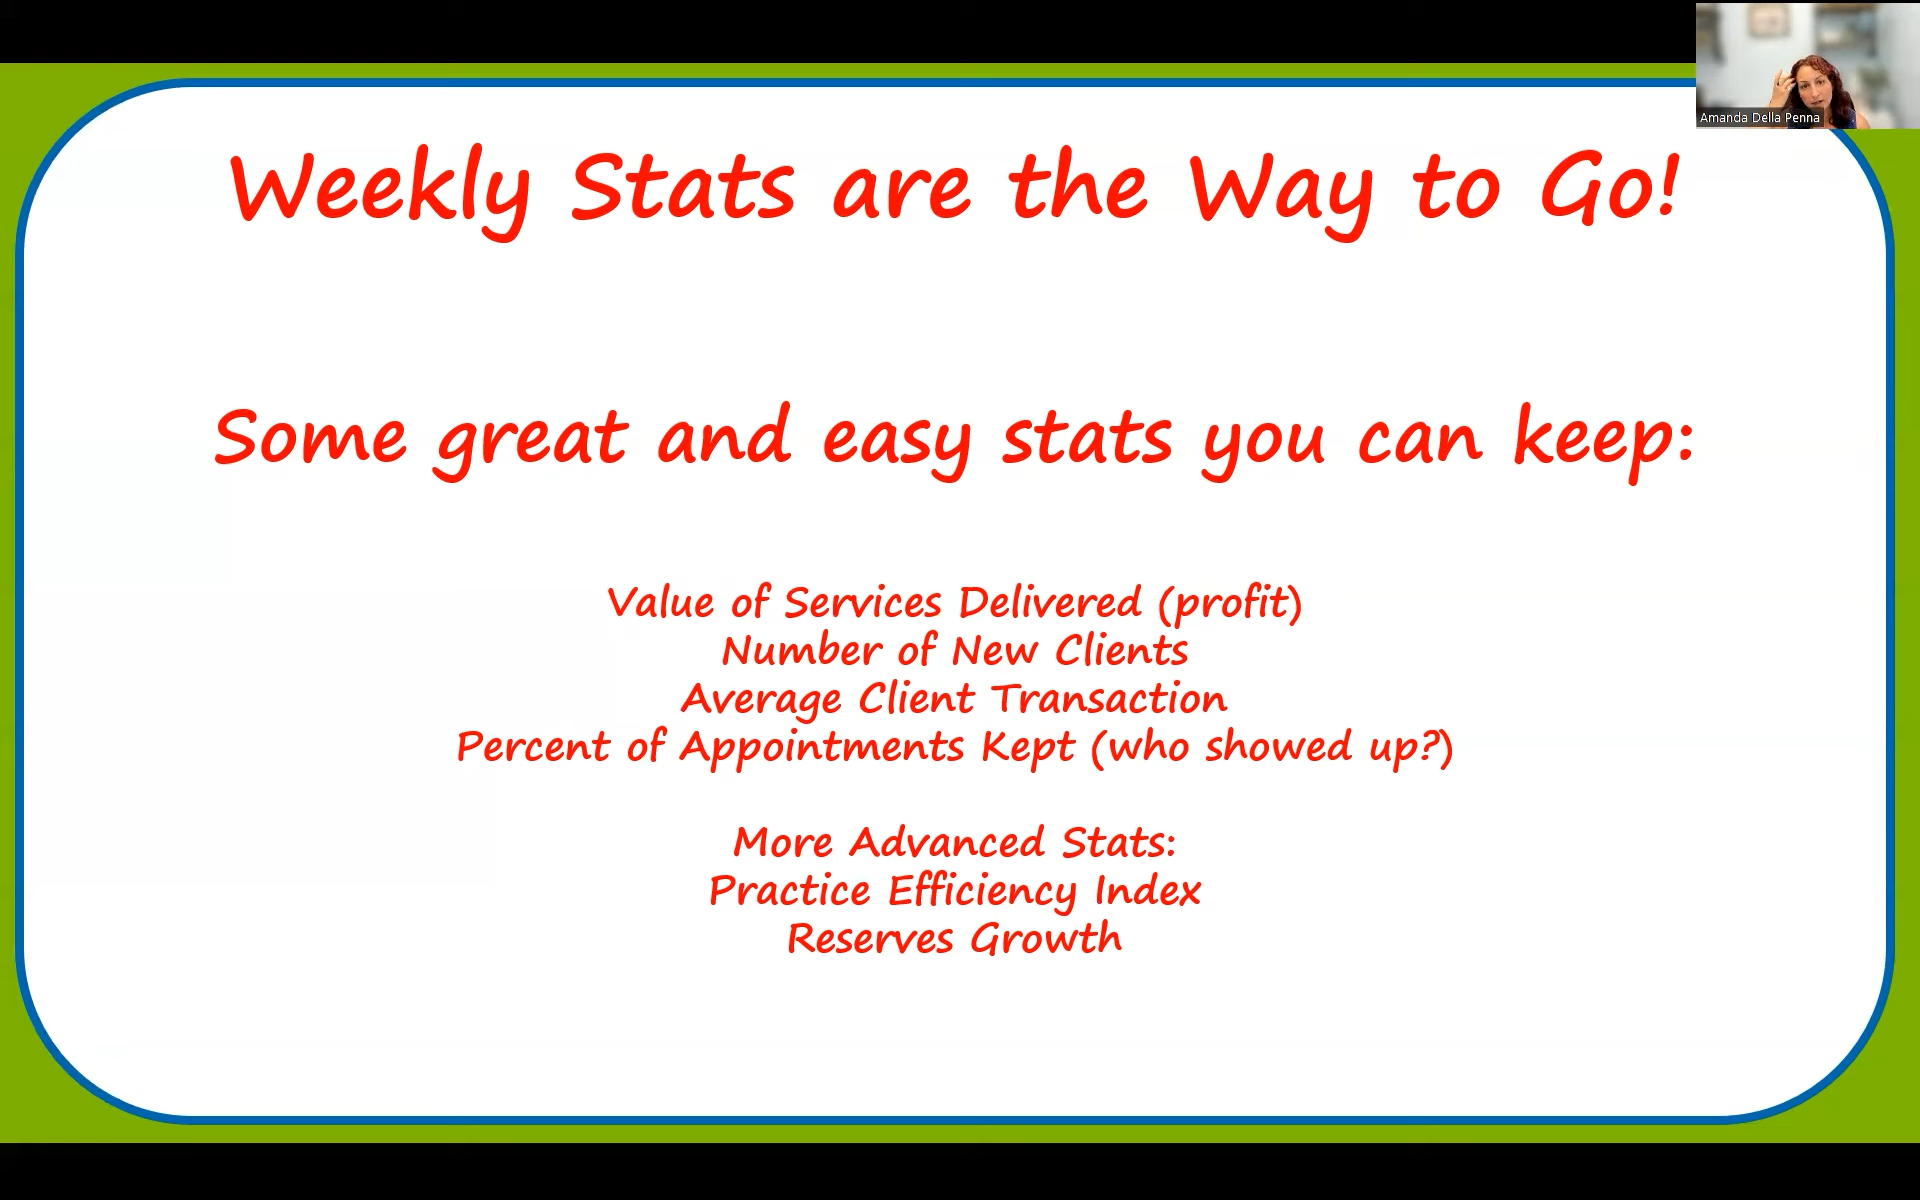 Amanda Della Penna
Weekly Stats are the Way to Go!
Some great and easy stats you can keep:
Value of Services Delivered (profit)
Number of New Clients
Average Client Transaction
Percent of Appointments Kept (who showed up?)
More Advanced Stats:
Practice Efficiency Index
Reserves Growth